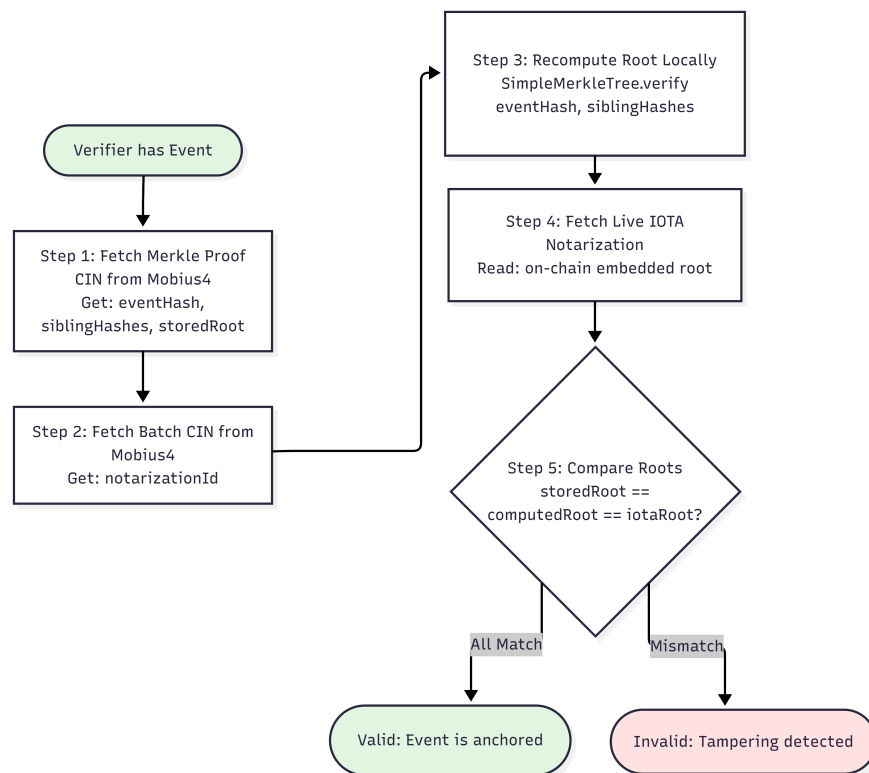 Verifier has Event
Step 1: Fetch Merkle Proof
CIN from Mobius4
Get: eventHash,
siblingHashes, storedRoot
Step 2: Fetch Batch CIN from
Mobius4
Get: notarizationId
Step 3: Recompute Root Locally
SimpleMerkleTree.verify
eventHash, siblingHashes
Step 4: Fetch Live IOTA
Notarization
Read: on-chain embedded root
Step 5: Compare Roots
storedRoot ==
computedRoot == iotaRoot?
All Match
Mismatch
Valid: Event is anchored
Invalid: Tampering detected